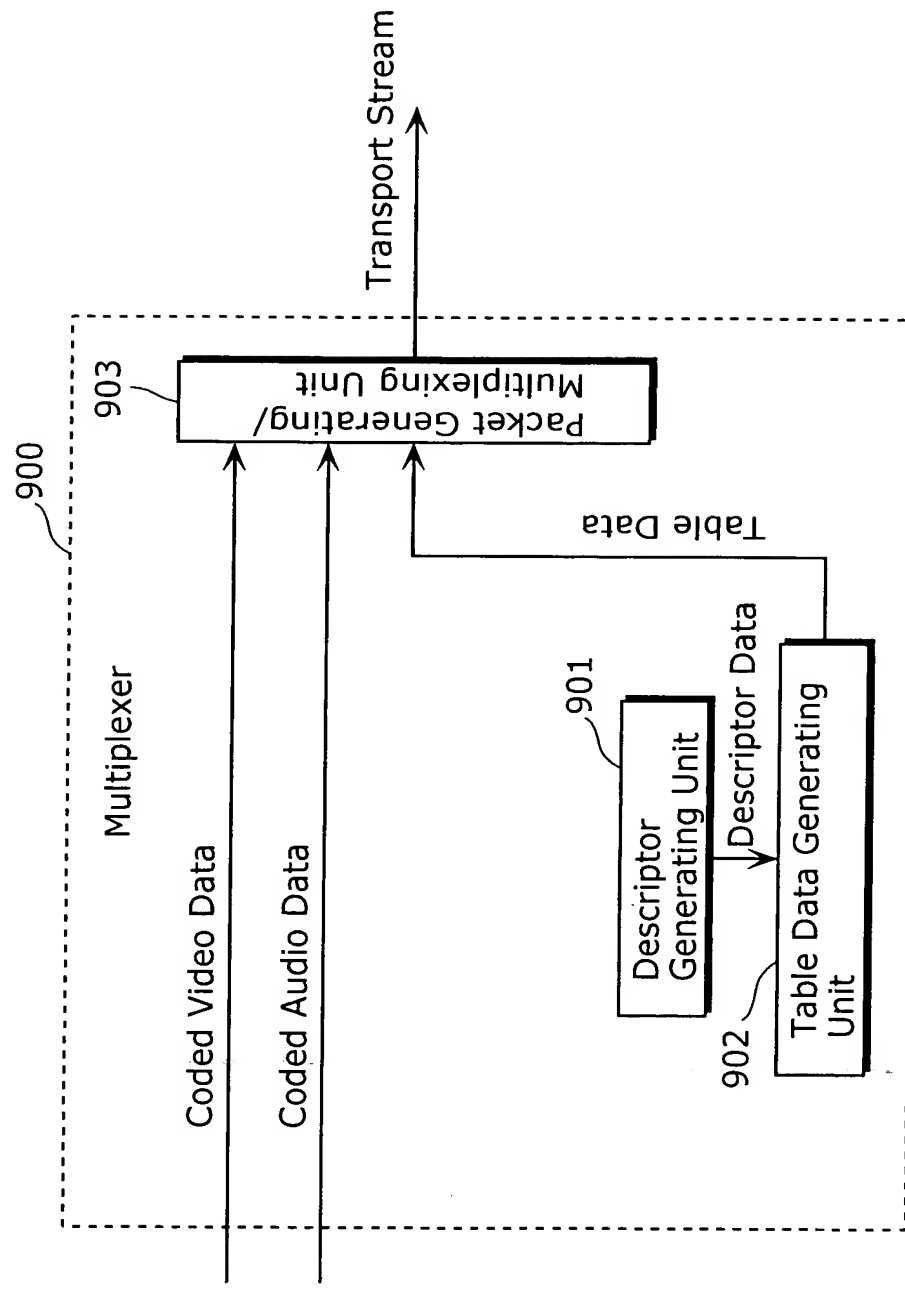 900
Multiplexer
903
Coded Video Data
Packet Generating/
Multiplexing Unit
Transport Stream
Coded Audio Data
Table Data
901
Descriptor
Generating Unit
Descriptor Data
902
Table Data Generating
Unit